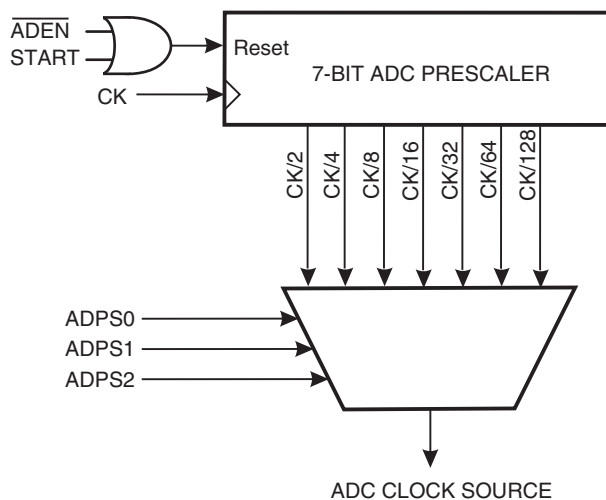 ADEN
START
Reset
CK
7-BIT ADC PRESCALER
CK/2
CK/4
CK/8
CK/16
CK/32
CK/64
CK/128
ADPS0
ADPS1
ADPS2
ADC CLOCK SOURCE